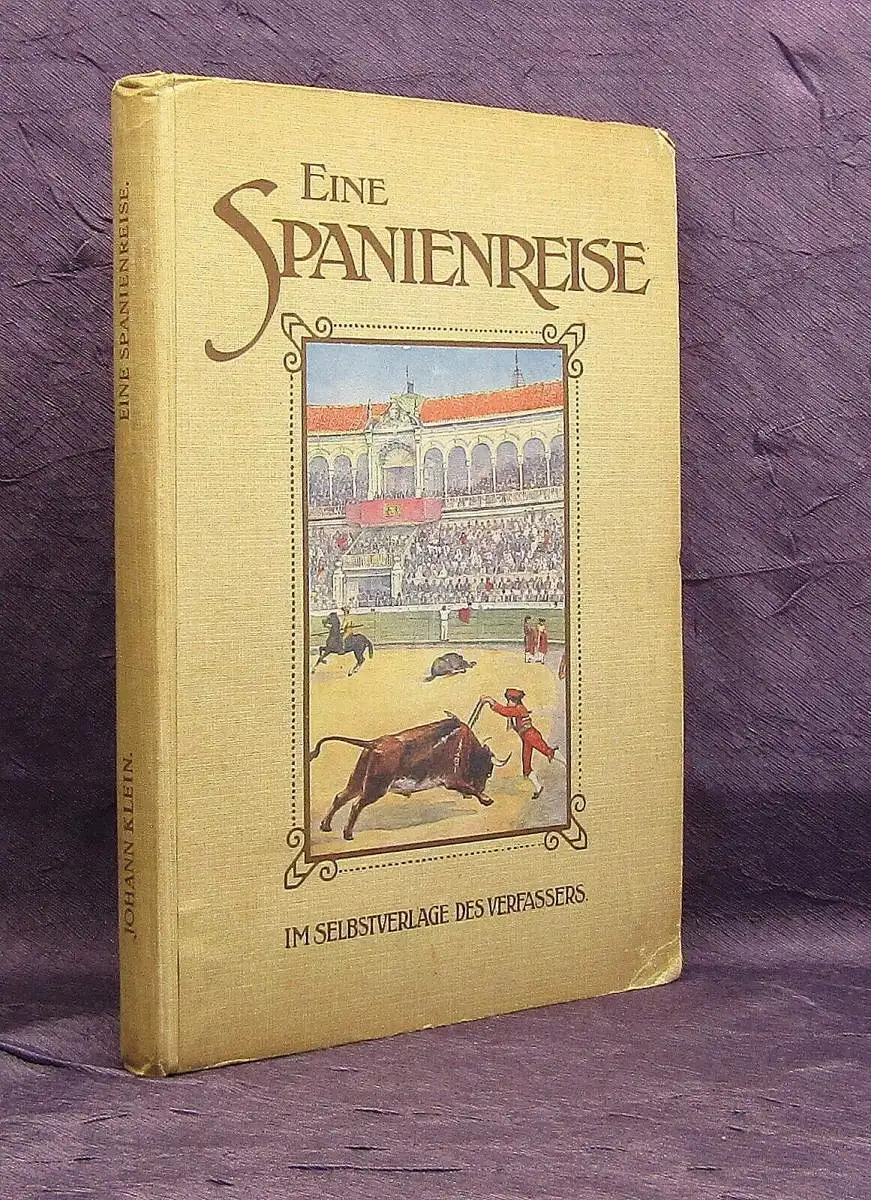 EINE
SPANIENREISE
IM SELBSTVERLAGE DES VERFASSERS.
EINE SPANIENREISE.
JOHANN KLEIN.